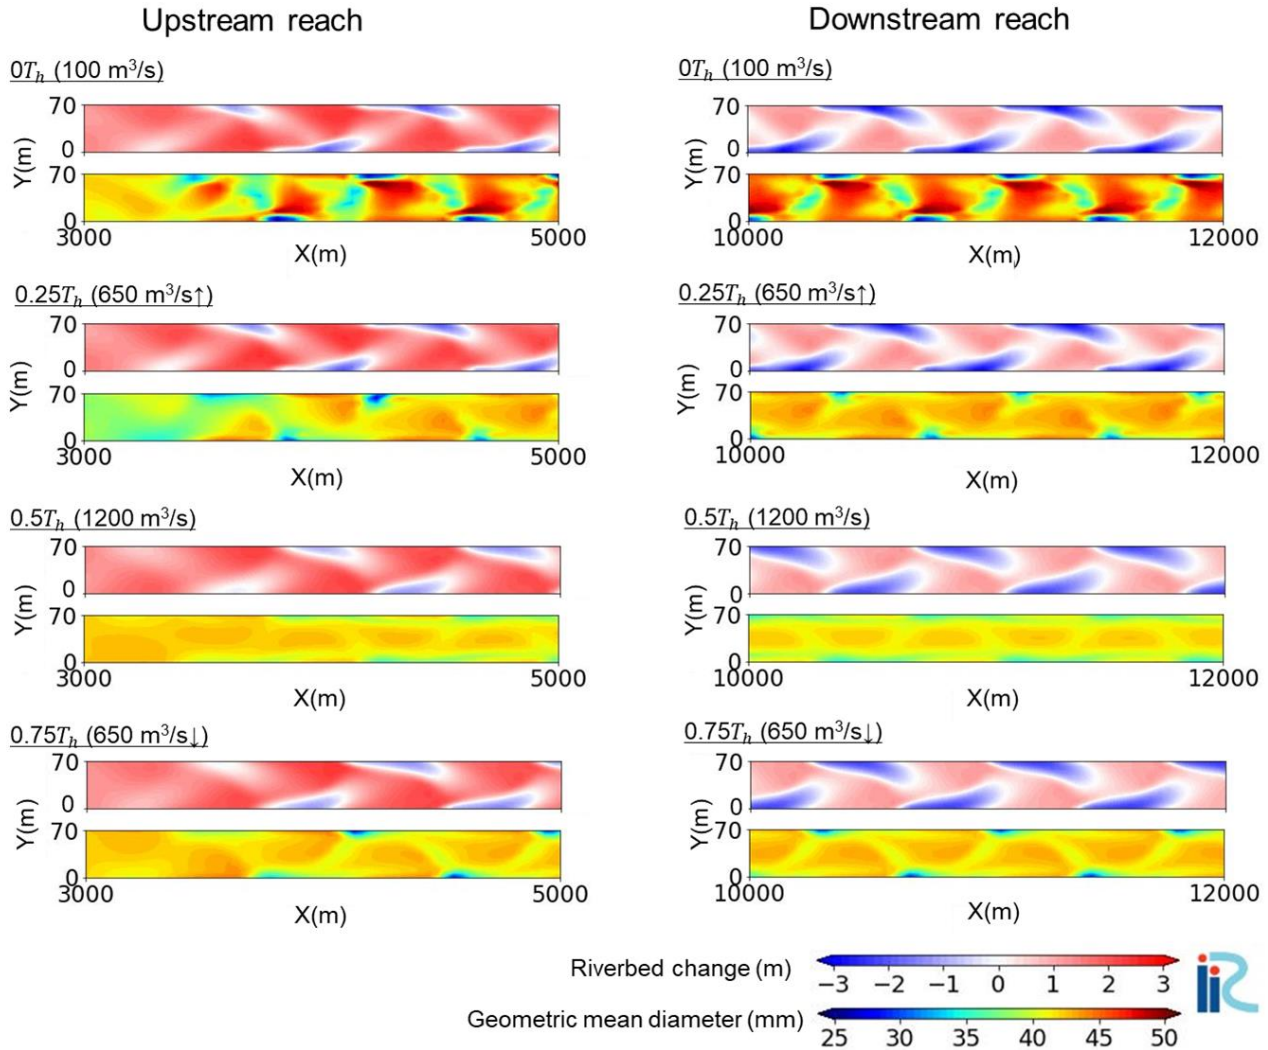 Upstream reach
Downstream reach
0Tₕ (100 m³/s)
0Tₕ (100 m³/s)
70
0
Y(m)
70
0
3000
5000
X(m)
70
0
Y(m)
70
0
10000
12000
X(m)
0.25Tₕ (650 m³/s↑)
0.25Tₕ (650 m³/s↑)
70
0
Y(m)
70
0
3000
5000
X(m)
70
0
Y(m)
70
0
10000
12000
X(m)
0.5Tₕ (1200 m³/s)
0.5Tₕ (1200 m³/s)
70
0
Y(m)
70
0
3000
5000
X(m)
70
0
Y(m)
70
0
10000
12000
X(m)
0.75Tₕ (650 m³/s↓)
0.75Tₕ (650 m³/s↓)
70
0
Y(m)
70
0
3000
5000
X(m)
70
0
Y(m)
70
0
10000
12000
X(m)
Riverbed change (m)
−3 −2 −1 0 1 2 3
Geometric mean diameter (mm)
25 30 35 40 45 50
iRiC